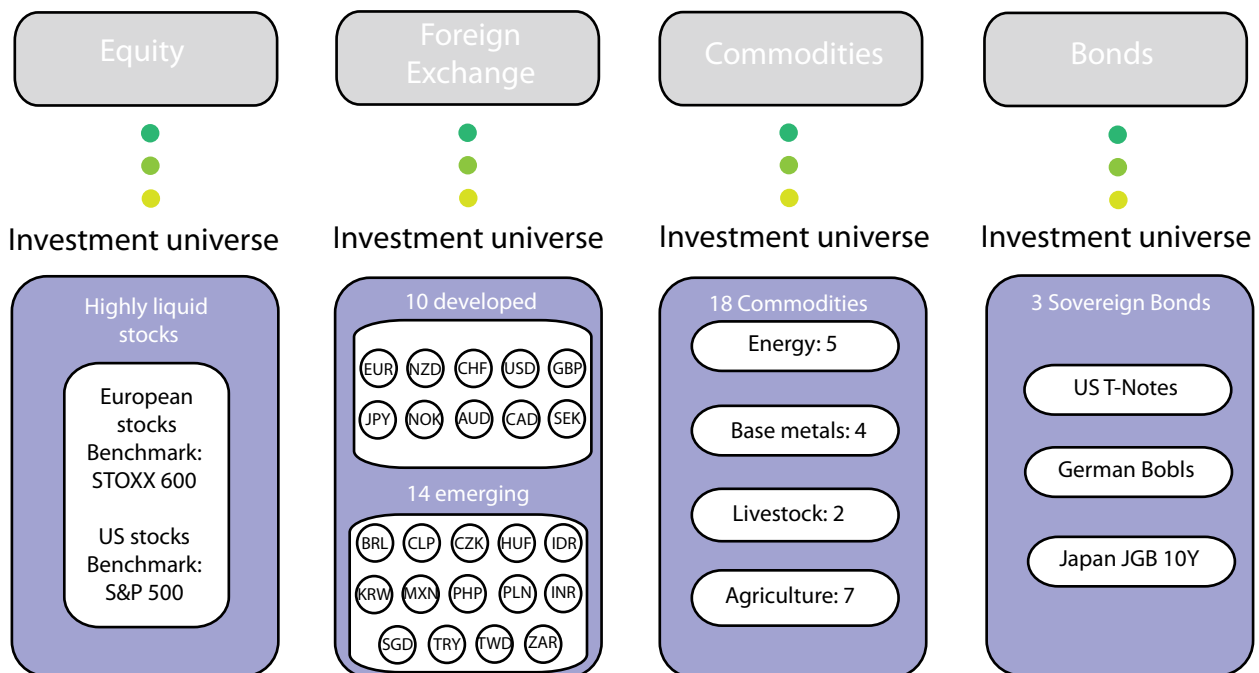 Equity
Foreign
Exchange
Commodities
Bonds
Investment universe
Investment universe
Investment universe
Investment universe
Highly liquid
stocks
European
stocks
Benchmark:
STOXX 600
US stocks
Benchmark:
S&P 500
10 developed
EUR NZD CHF USD GBP
JPY NOK AUD CAD SEK
14 emerging
BRL CLP CZK HUF IDR
KRW MXN PHP PLN INR
SGD TRY TWD ZAR
18 Commodities
Energy: 5
Base metals: 4
Livestock: 2
Agriculture: 7
3 Sovereign Bonds
US T-Notes
German Bobls
Japan JGB 10Y